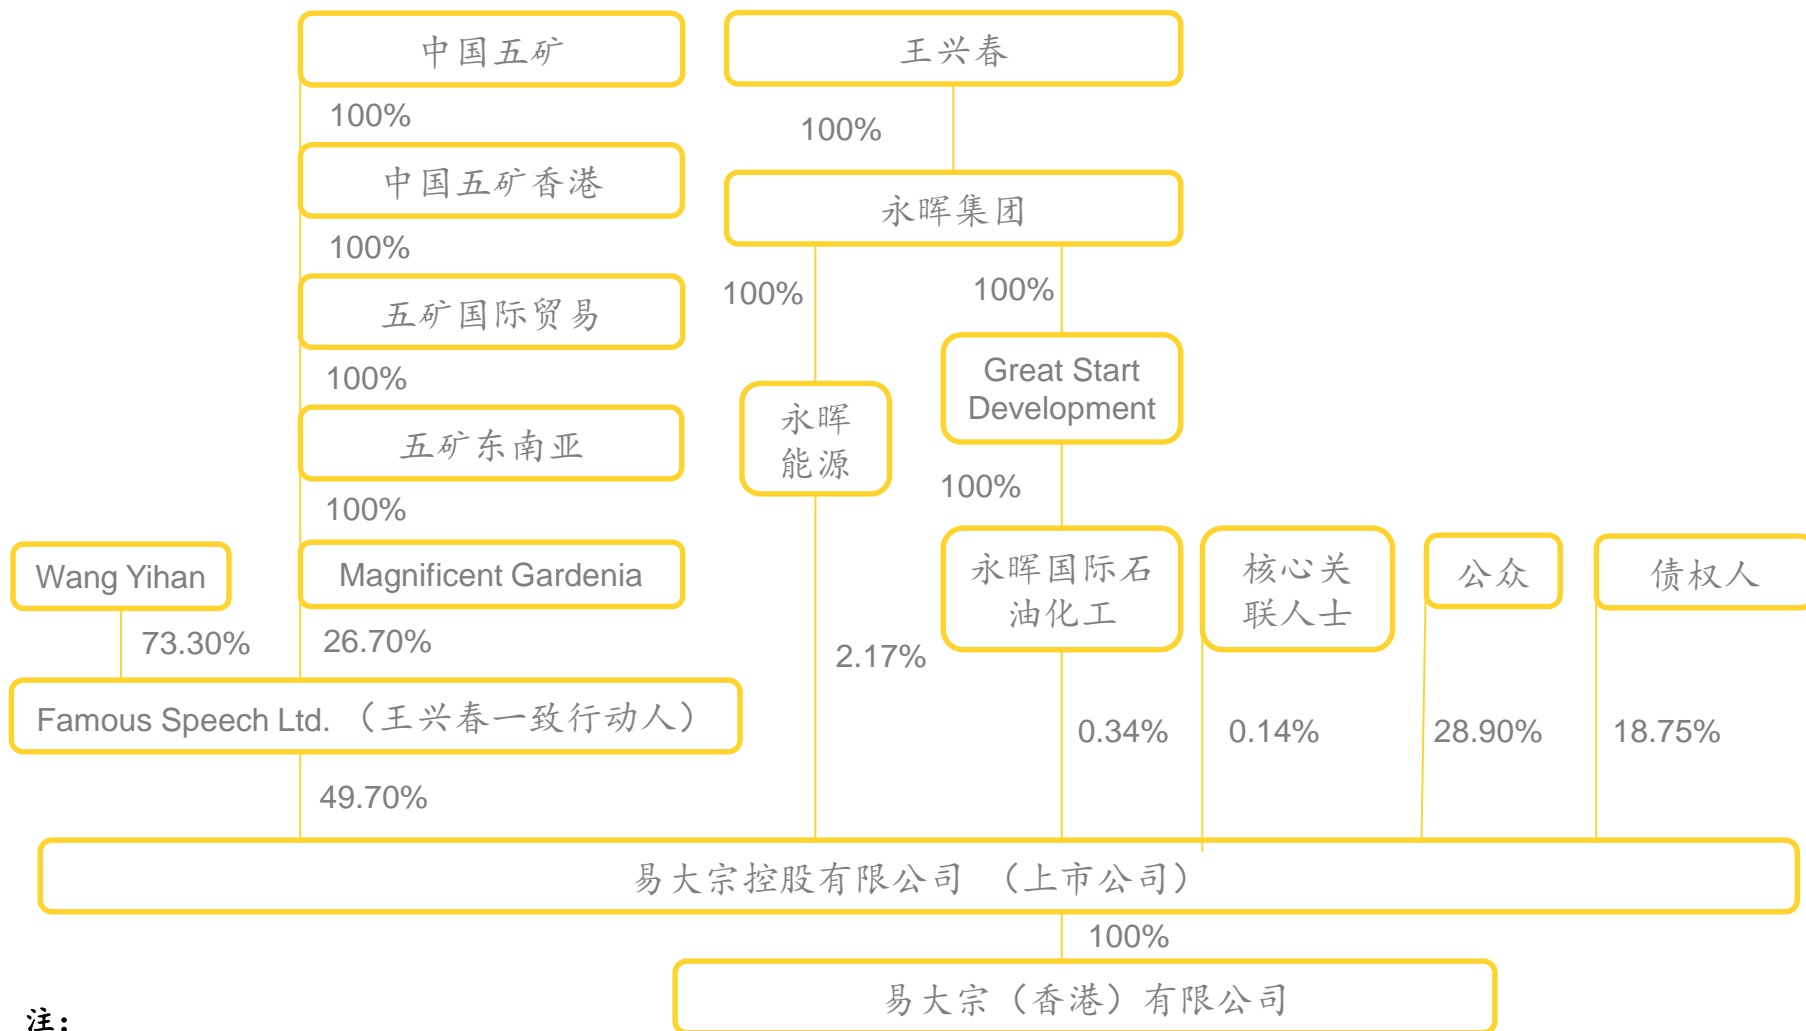 中国五矿
王兴春
100%
100%
中国五矿香港
永晖集团
100%
100%
100%
五矿国际贸易
Great Start
Development
100%
永晖
能源
五矿东南亚
100%
100%
Wang Yihan
Magnificent Gardenia
永晖国际石
油化工
核心关
联人士
公众
债权人
73.30%
26.70%
2.17%
Famous Speech Ltd. （王兴春一致行动人）
0.34%
0.14%
28.90%
18.75%
49.70%
易大宗控股有限公司 （上市公司）
100%
易大宗（香港）有限公司
注：